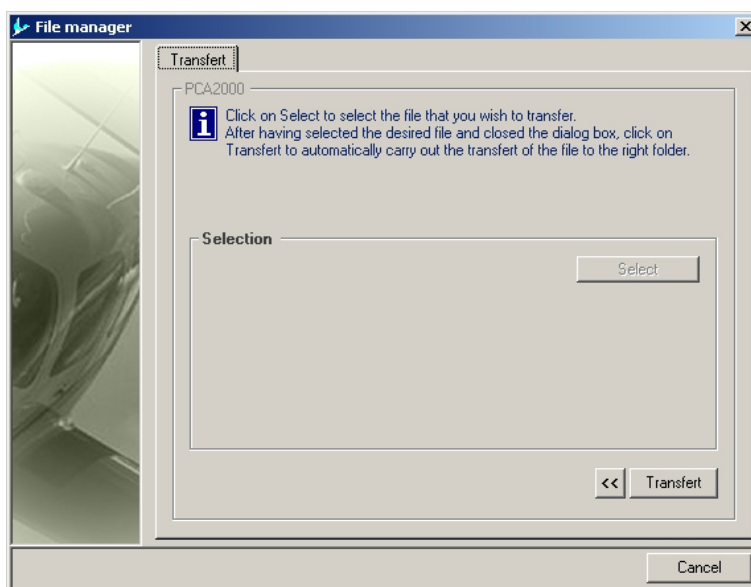 File manager
Transfert
PCA2000
Click on Select to select the file that you wish to transfer.
After having selected the desired file and closed the dialog box, click on
Transfert to automatically carry out the transfert of the file to the right folder.
Selection
Select
<< Transfert
Cancel